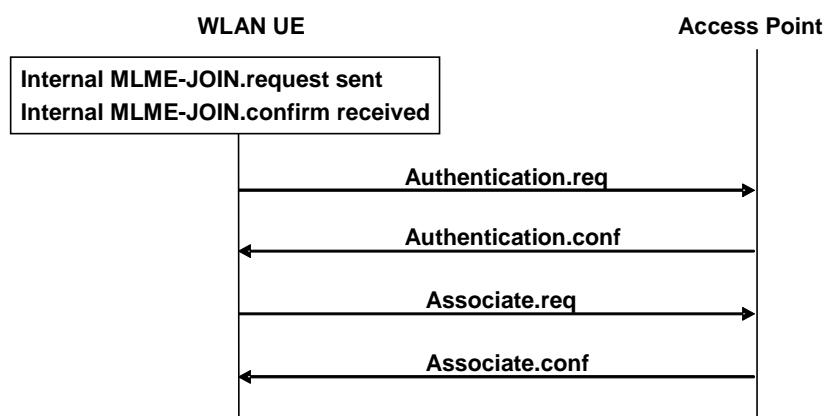 WLAN UE
Access Point
Internal MLME-JOIN.request sent
Internal MLME-JOIN.confirm received
Authentication.req
Authentication.conf
Associate.req
Associate.conf